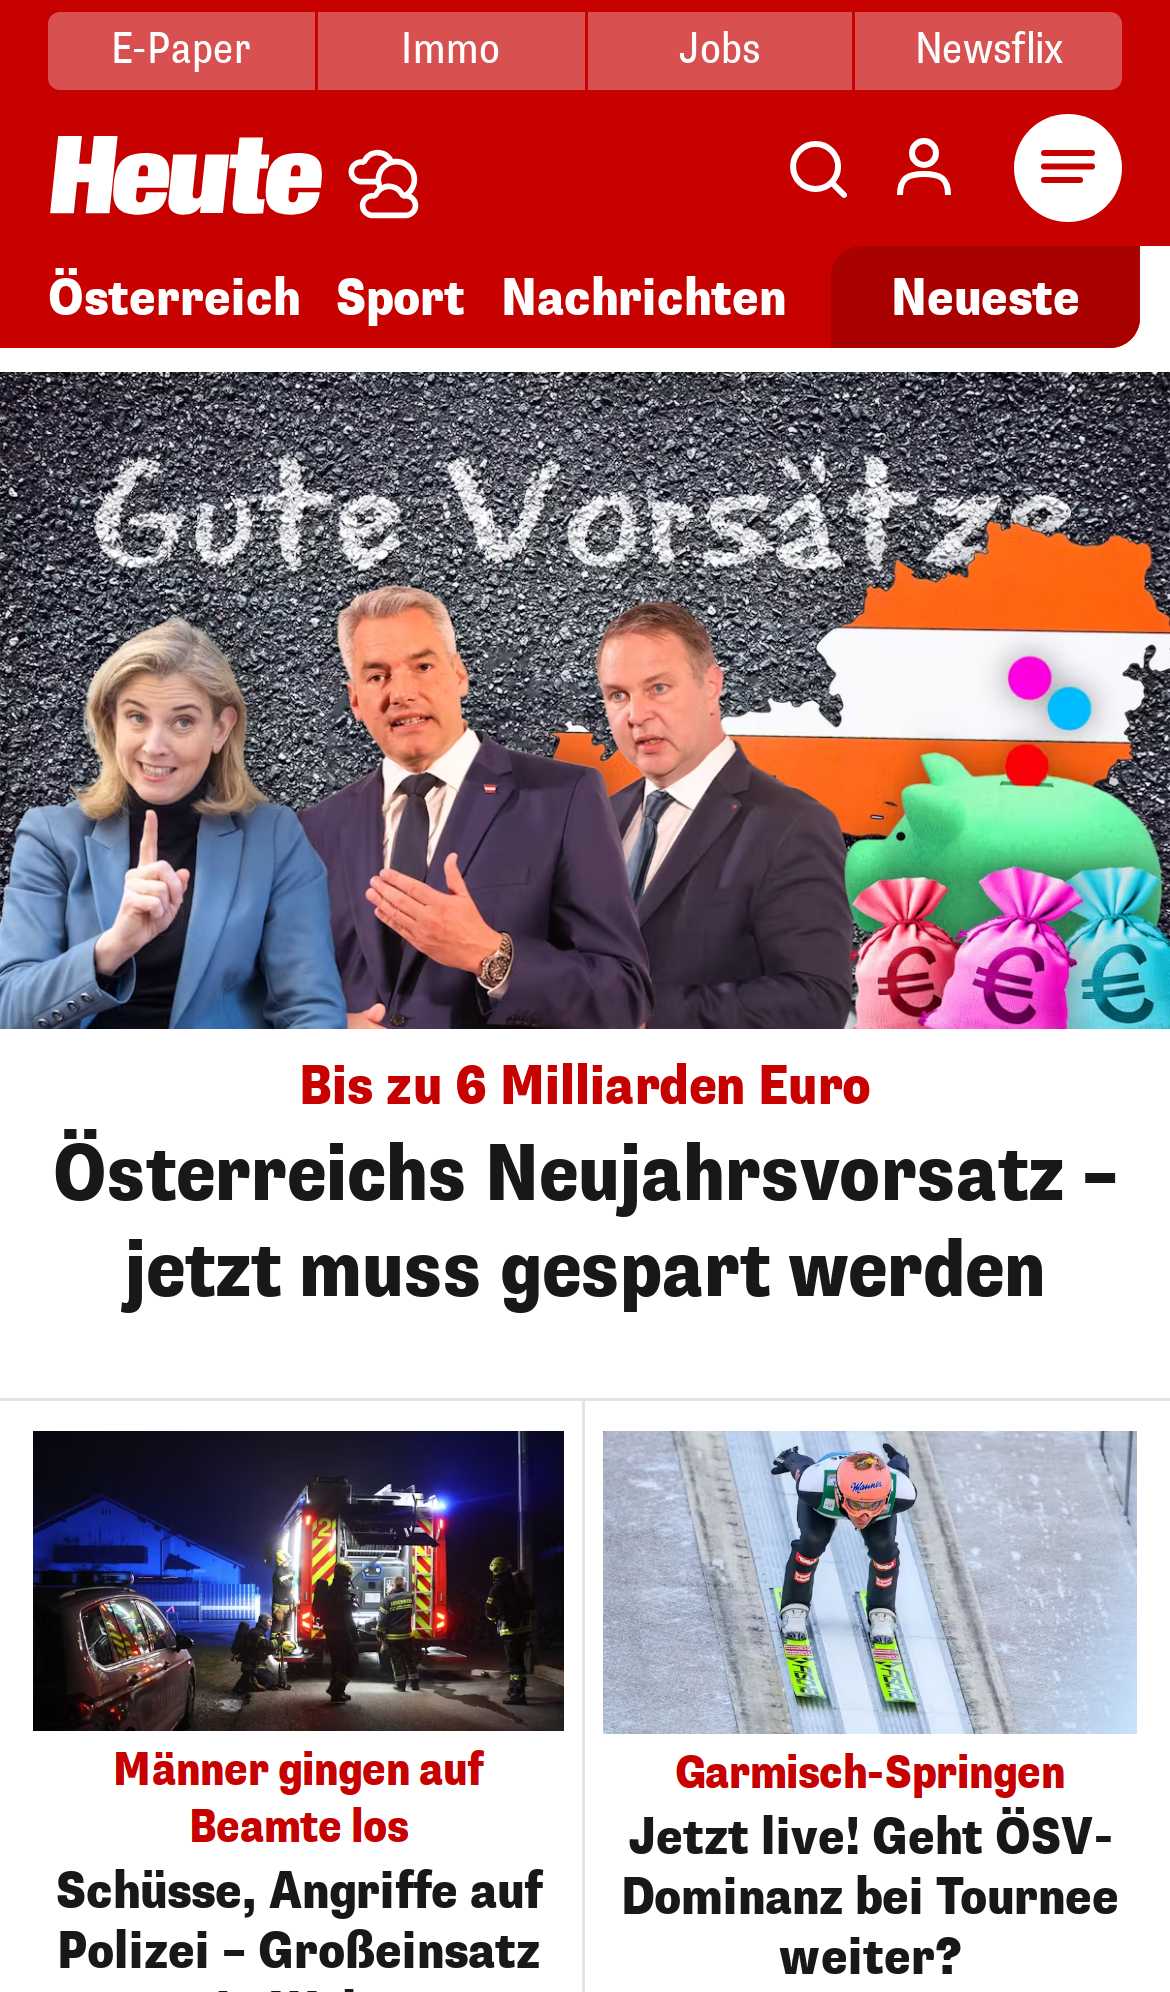 E-Paper
Immo
Jobs
Newsflix
Heute
Österreich
Sport
Nachrichten
Neueste
Gute Vorsätze
€ € €
Bis zu 6 Milliarden Euro
Österreichs Neujahrsvorsatz –
jetzt muss gespart werden
Manner
Männer gingen auf
Beamte los
Schüsse, Angriffe auf
Polizei – Großeinsatz
Garmisch-Springen
Jetzt live! Geht ÖSV-
Dominanz bei Tournee
weiter?